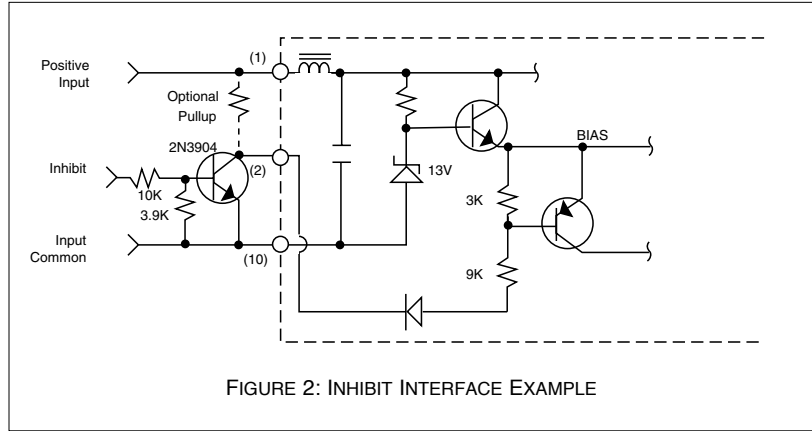 Positive
Input
(1)
Optional
Pullup
2N3904
BIAS
Inhibit
(2)
13V
10K
3.9K
3K
Input
Common
(10)
9K
FIGURE 2: INHIBIT INTERFACE EXAMPLE